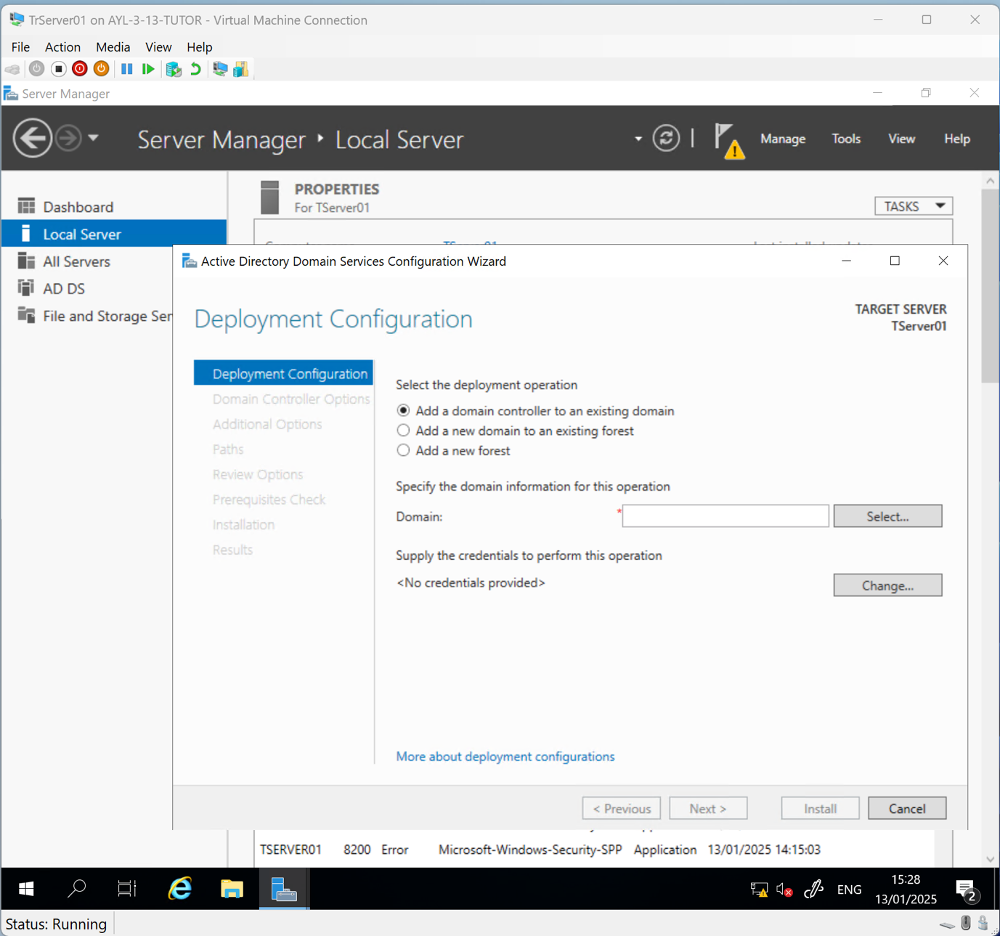 TrServer01 on AYL-3-13-TUTOR - Virtual Machine Connection
File Action Media View Help
Server Manager
Server Manager ‣ Local Server
Manage Tools View Help
Dashboard
Local Server
All Servers
AD DS
File and Storage Ser
PROPERTIES
For TServer01
TASKS
Active Directory Domain Services Configuration Wizard
Deployment Configuration
TARGET SERVER
TServer01
Deployment Configuration
Domain Controller Options
Additional Options
Paths
Review Options
Prerequisites Check
Installation
Results
Select the deployment operation
Add a domain controller to an existing domain
Add a new domain to an existing forest
Add a new forest
Specify the domain information for this operation
Domain: * Select...
Supply the credentials to perform this operation
<No credentials provided> Change...
More about deployment configurations
< Previous Next > Install Cancel
TSERVER01 8200 Error Microsoft-Windows-Security-SPP Application 13/01/2025 14:15:03
ENG
15:28
13/01/2025
2
Status: Running